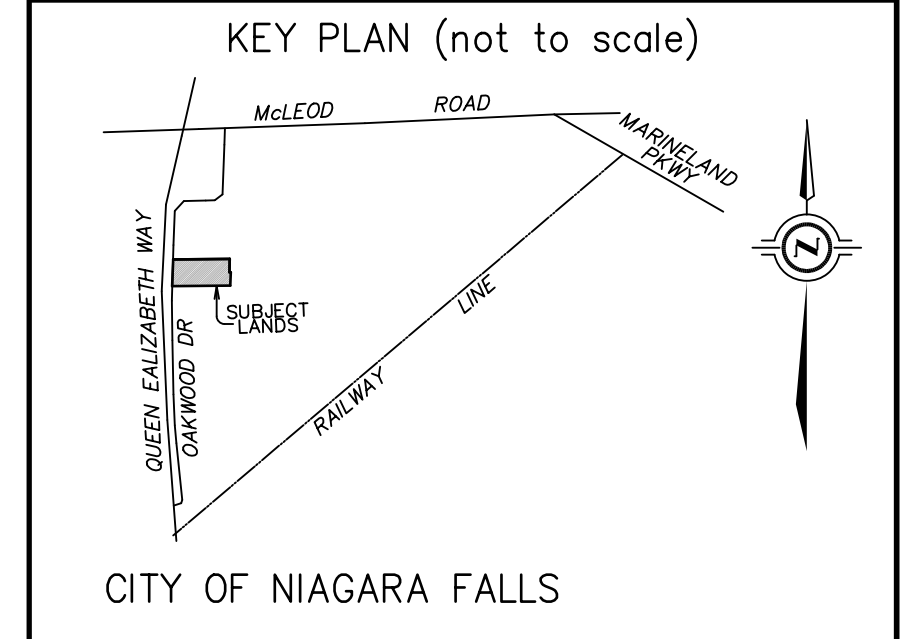 KEY PLAN (not to scale)
McLEOD ROAD
MARINELAND
PKWY
QUEEN EALIZABETH WAY
OAKWOOD DR
SUBJECT
LANDS
RAILWAY LINE
N
CITY OF NIAGARA FALLS